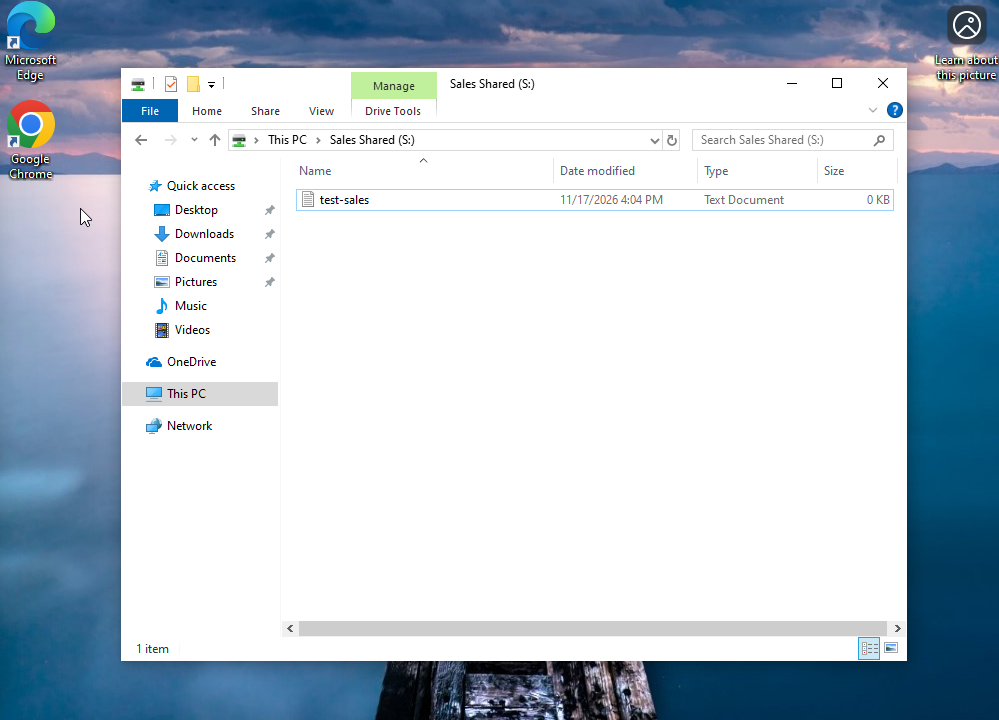 Microsoft
Edge
Google
Chrome
Learn about
this picture
Manage
Sales Shared (S:)
File
Home
Share
View
Drive Tools
This PC
Sales Shared (S:)
Search Sales Shared (S:)
Name
Date modified
Type
Size
test-sales
11/17/2026 4:04 PM
Text Document
0 KB
Quick access
Desktop
Downloads
Documents
Pictures
Music
Videos
OneDrive
This PC
Network
1 item